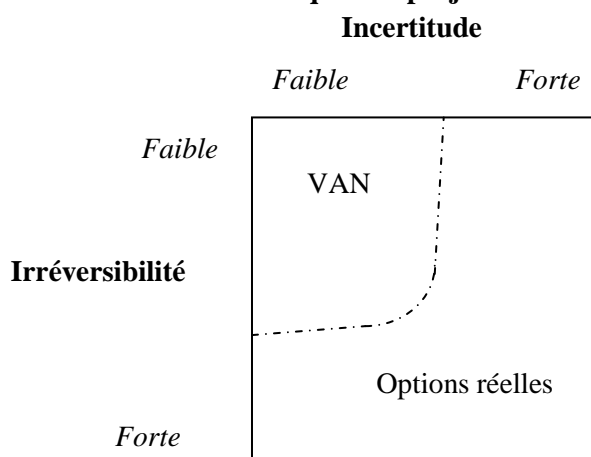 Incertitude
Faible Forte
Faible
VAN
Irréversibilité
Options réelles
Forte